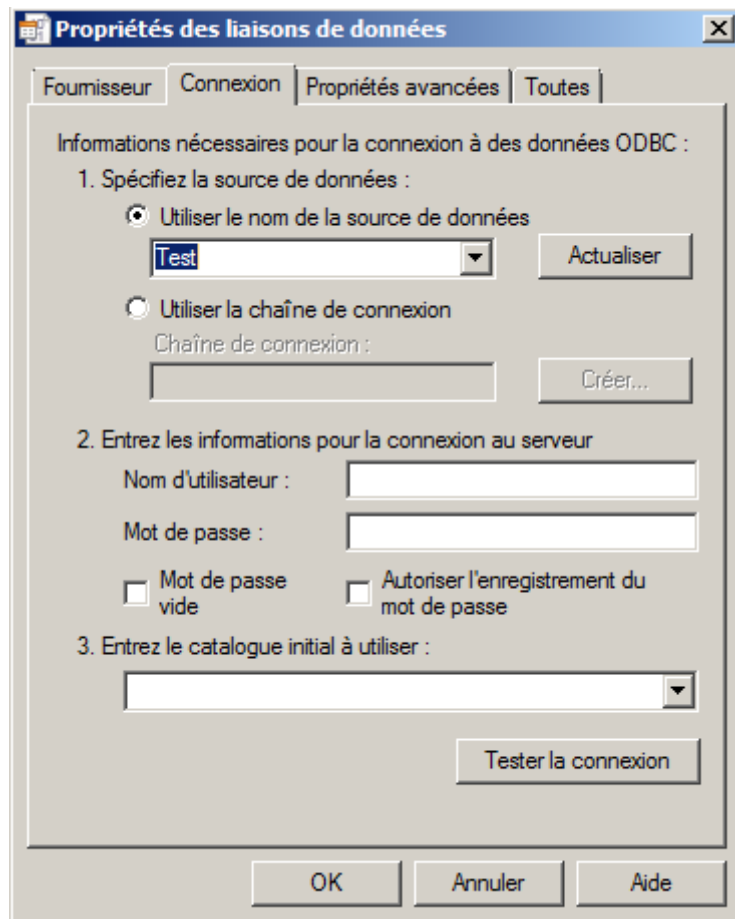 Propriétés des liaisons de données
Fournisseur Connexion Propriétés avancées Toutes
Informations nécessaires pour la connexion à des données ODBC :
1. Spécifiez la source de données :
Utiliser le nom de la source de données
Test Actualiser
Utiliser la chaîne de connexion
Chaîne de connexion :
Créer...
2. Entrez les informations pour la connexion au serveur
Nom d'utilisateur :
Mot de passe :
Mot de passe
vide
Autoriser l'enregistrement du
mot de passe
3. Entrez le catalogue initial à utiliser :
Tester la connexion
OK Annuler Aide